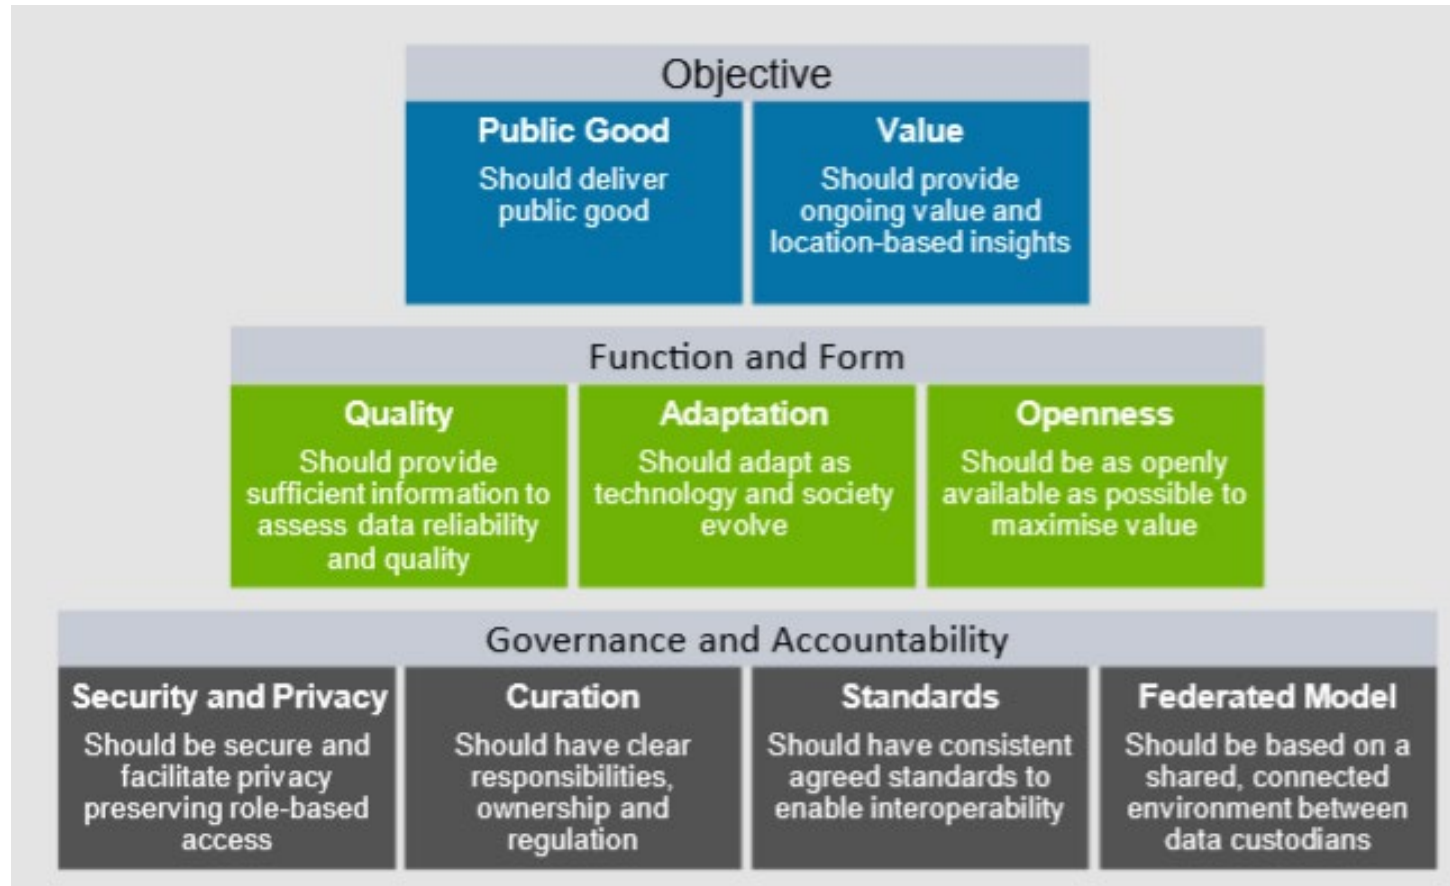 Objective
Public Good
Should deliver
public good
Value
Should provide
ongoing value and
location-based insights
Function and Form
Quality
Should provide
sufficient information to
assess data reliability
and quality
Adaptation
Should adapt as
technology and society
evolve
Openness
Should be as openly
available as possible to
maximise value
Governance and Accountability
Security and Privacy
Should be secure and
facilitate privacy
preserving role-based
access
Curation
Should have clear
responsibilities,
ownership and
regulation
Standards
Should have consistent
agreed standards to
enable interoperability
Federated Model
Should be based on a
shared, connected
environment between
data custodians